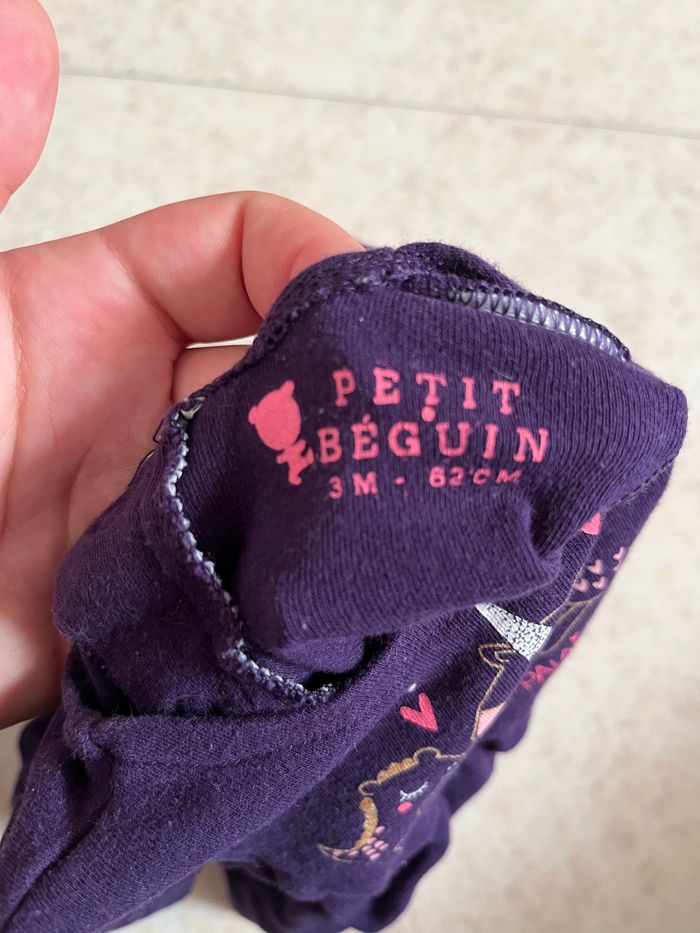 PETIT
BÉGUIN
3M - 62CM